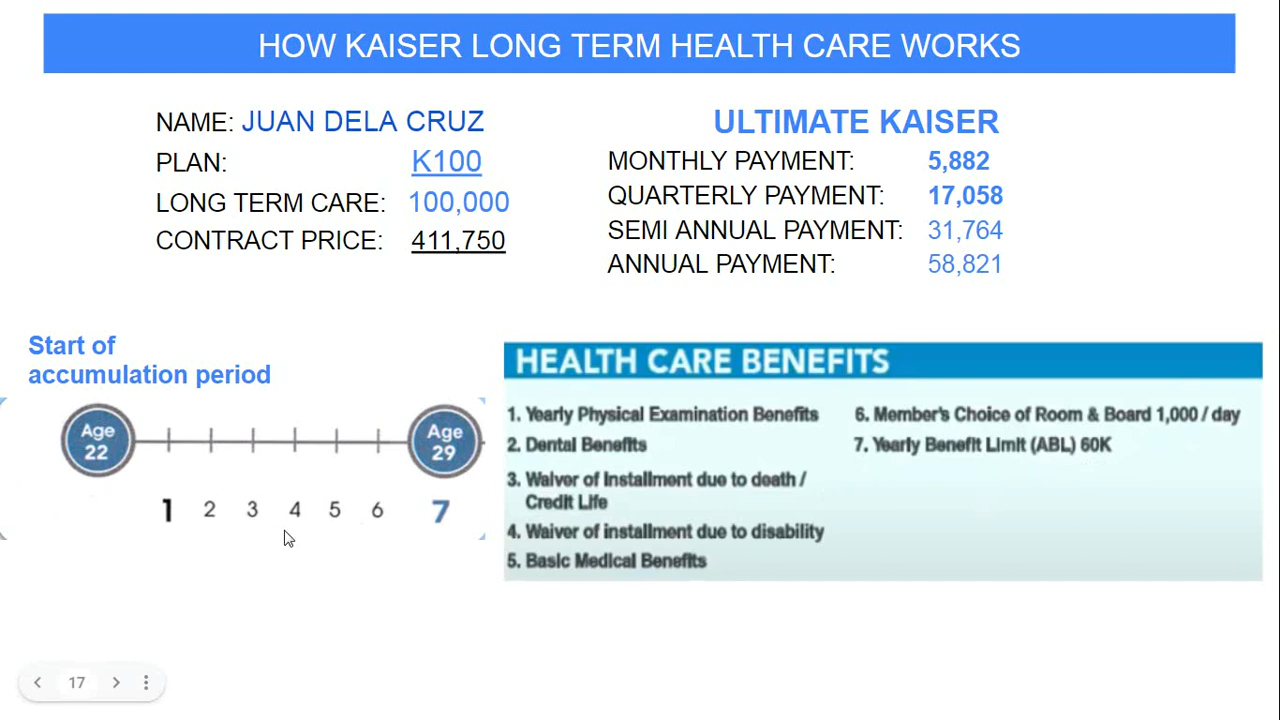 HOW KAISER LONG TERM HEALTH CARE WORKS
NAME: JUAN DELA CRUZ
PLAN: K100
LONG TERM CARE: 100,000
CONTRACT PRICE: 411,750
ULTIMATE KAISER
MONTHLY PAYMENT: 5,882
QUARTERLY PAYMENT: 17,058
SEMI ANNUAL PAYMENT: 31,764
ANNUAL PAYMENT: 58,821
Start of
accumulation period
Age
22
Age
29
1 2 3 4 5 6 7
HEALTH CARE BENEFITS
1. Yearly Physical Examination Benefits
2. Dental Benefits
3. Waiver of Installment due to death /
Credit Life
4. Waiver of installment due to disability
5. Basic Medical Benefits
6. Member's Choice of Room & Board 1,000 / day
7. Yearly Benefit Limit (ABL) 60K
17